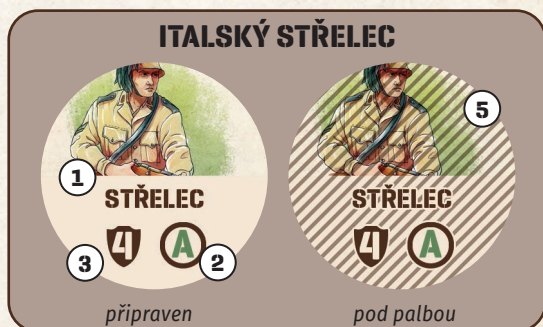 ITALSKÝ STŘELEC
5
1
STŘELEC STŘELEC
3 4 A 2 4 A
připraven pod palbou